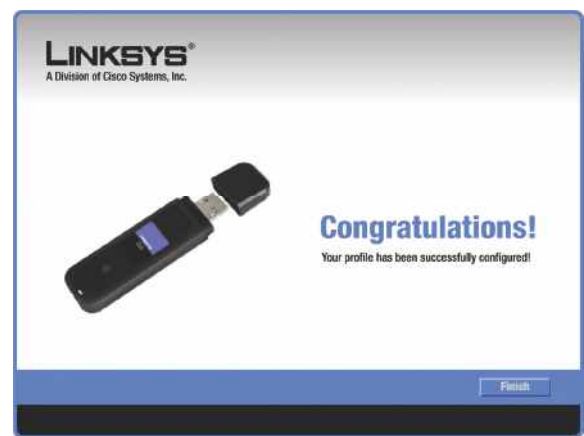 LINKSYS®
A Division of Cisco Systems, Inc.
Congratulations!
Your profile has been successfully configured!
Finish